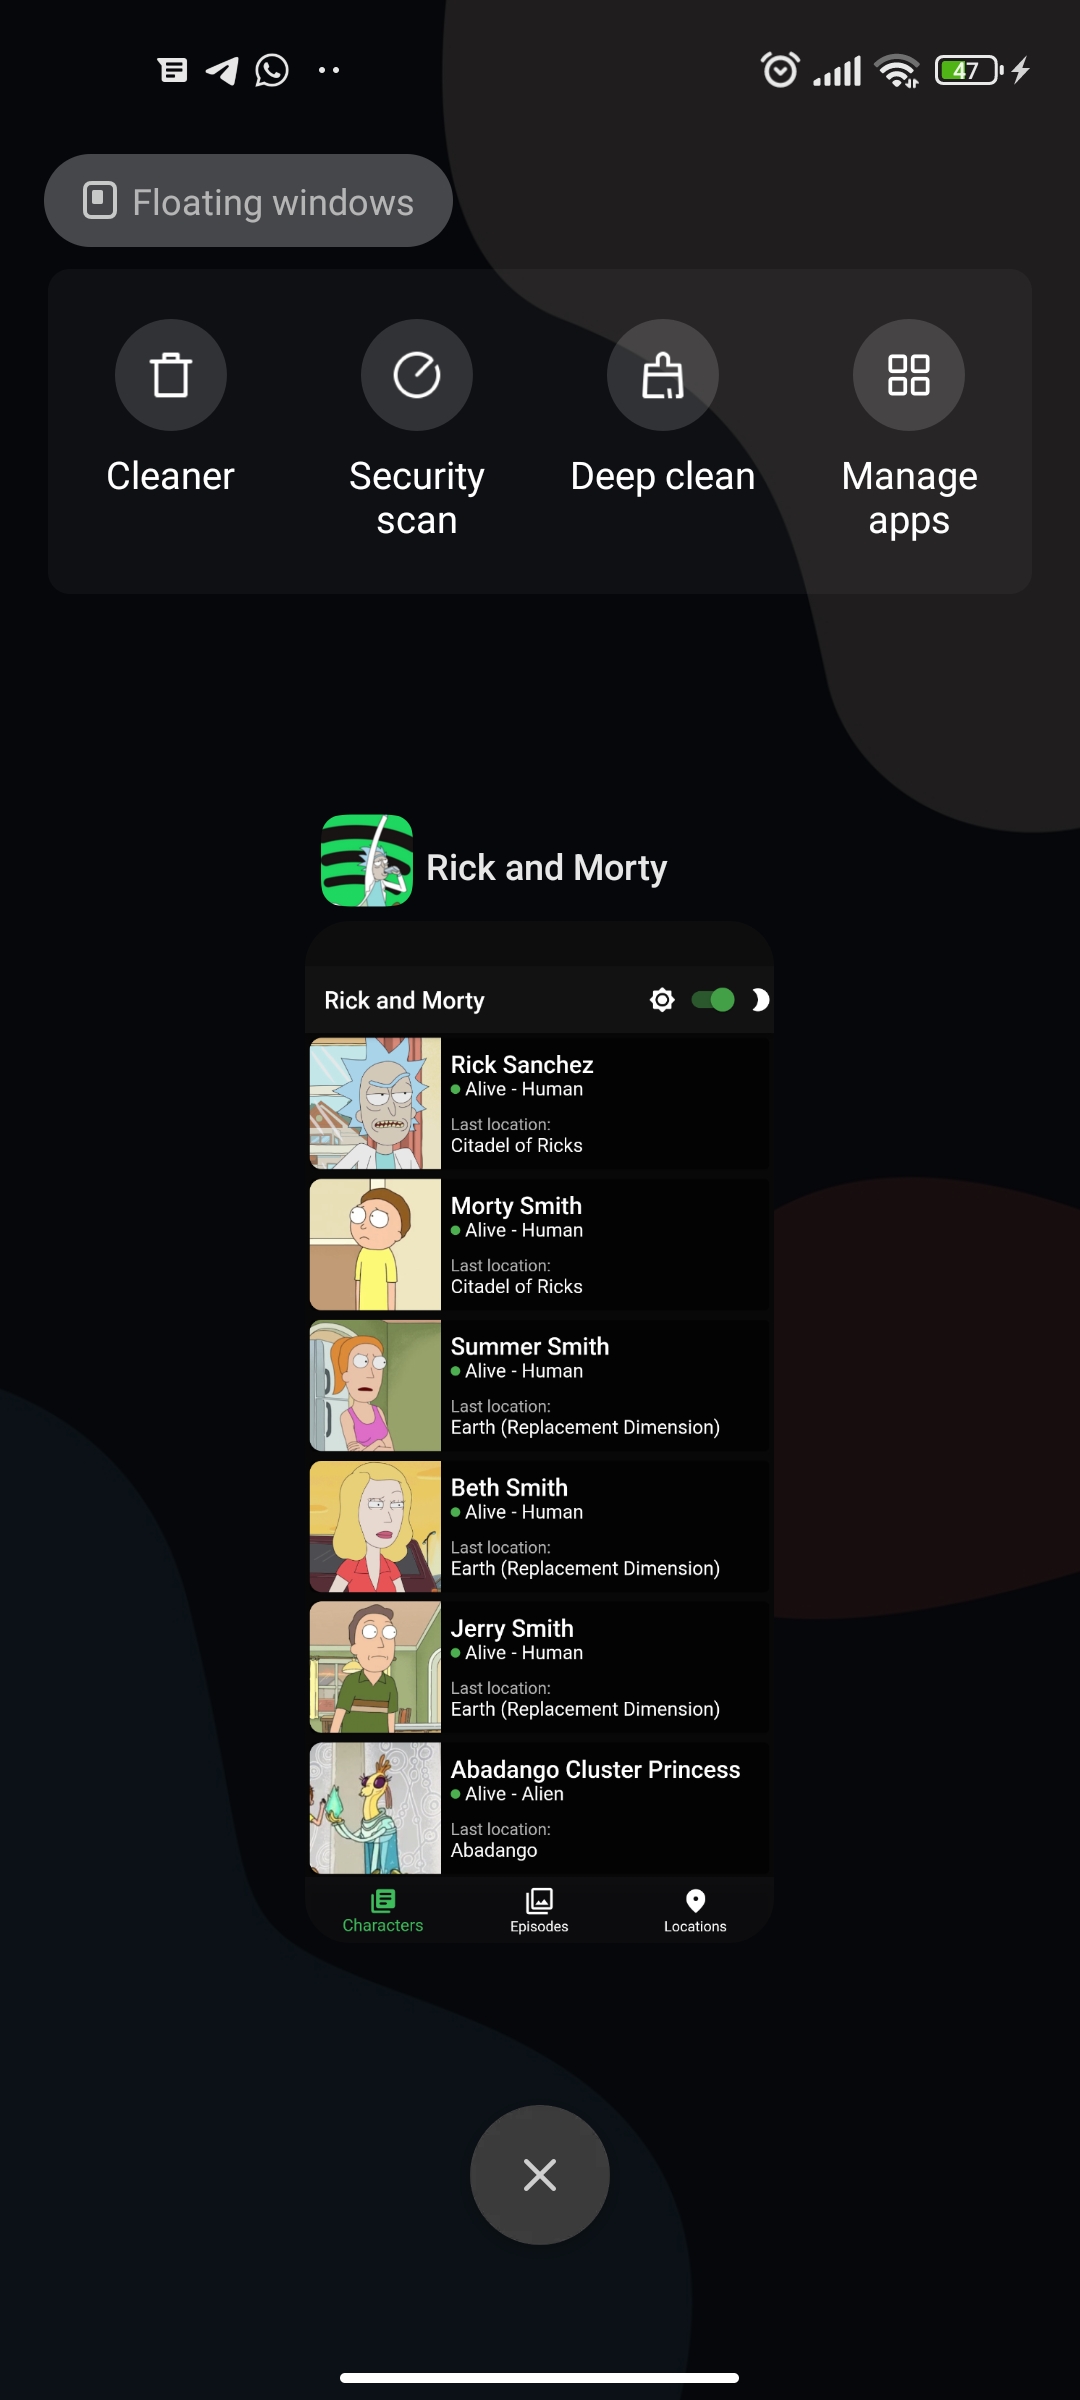 47
Floating windows
Cleaner
Security
scan
Deep clean
Manage
apps
Rick and Morty
Rick and Morty
Rick Sanchez
Alive - Human
Last location:
Citadel of Ricks
Morty Smith
Alive - Human
Last location:
Citadel of Ricks
Summer Smith
Alive - Human
Last location:
Earth (Replacement Dimension)
Beth Smith
Alive - Human
Last location:
Earth (Replacement Dimension)
Jerry Smith
Alive - Human
Last location:
Earth (Replacement Dimension)
Abadango Cluster Princess
Alive - Alien
Last location:
Abadango
Characters
Episodes
Locations